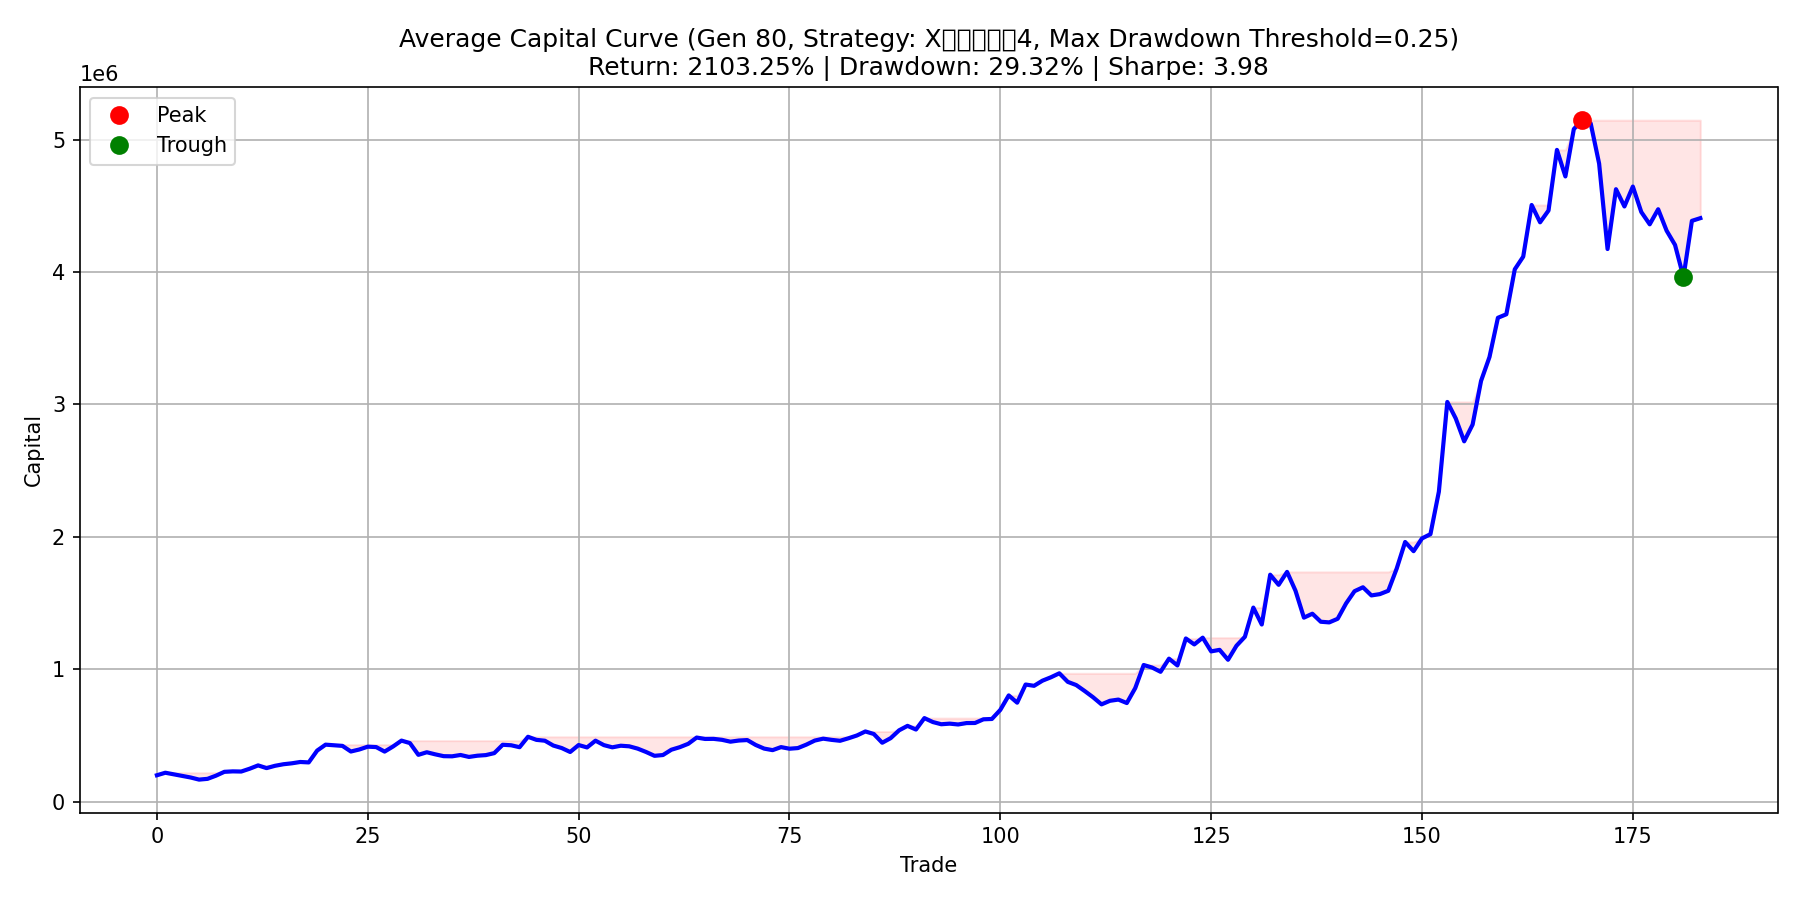 Average Capital Curve (Gen 80, Strategy: X□□□□□4, Max Drawdown Threshold=0.25)
Return: 2103.25% | Drawdown: 29.32% | Sharpe: 3.98
1e6
Peak
Trough
5
4
3
2
1
0
Capital
0 25 50 75 100 125 150 175
Trade